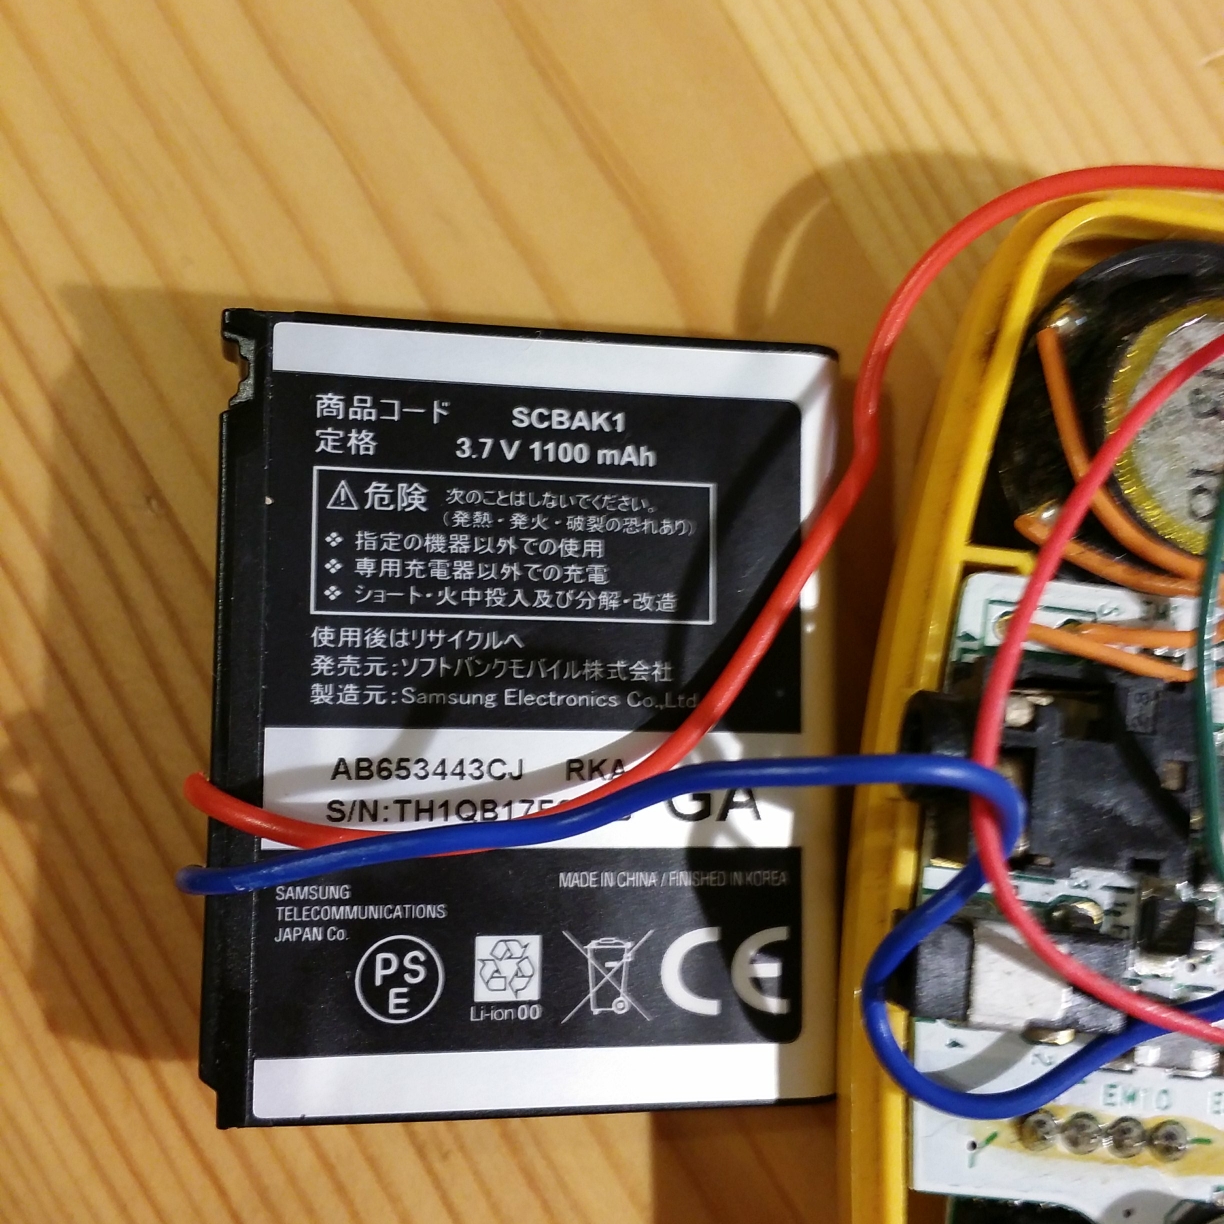 商品コード SCBAK1
定格 3.7 V 1100 mAh
⚠危険 次のことはしないでください。
(発熱・発火・破裂の恐れあり)
❖ 指定の機器以外での使用
❖ 専用充電器以外での充電
❖ ショート・火中投入及び分解・改造
使用後はリサイクルへ
発売元:ソフトバンクモバイル株式会社
製造元:Samsung Electronics Co.,Ltd
AB653443CJ RKA
GA
MADE IN CHINA / FINISHED IN KOREA
SAMSUNG
TELECOMMUNICATIONS
JAPAN Co.
PS
E
Li-ion 00
CE
EW10